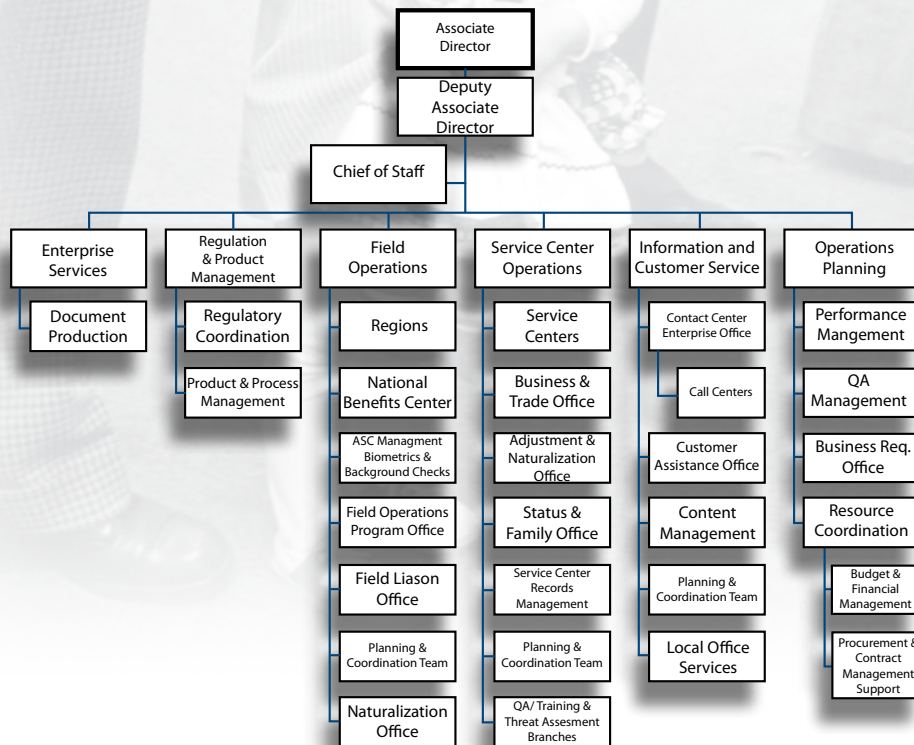 Associate
Director
Deputy
Associate
Director
Chief of Staff
Enterprise
Services
Document
Production
Regulation
& Product
Management
Regulatory
Coordination
Product & Process
Management
Field
Operations
Regions
National
Benefits Center
ASC Managment
Biometrics &
Background Checks
Field Operations
Program Office
Field Liason
Office
Planning &
Coordination Team
Naturalization
Office
Service Center
Operations
Service
Centers
Business &
Trade Office
Adjustment &
Naturalization
Office
Status &
Family Office
Service Center
Records
Management
Planning &
Coordination Team
QA/ Training &
Threat Assesment
Branches
Information and
Customer Service
Contact Center
Enterprise Office
Call Centers
Customer
Assistance Office
Content
Management
Planning &
Coordination Team
Local Office
Services
Operations
Planning
Performance
Mangement
QA
Management
Business Req.
Office
Resource
Coordination
Budget &
Financial
Management
Procurement &
Contract
Management
Support